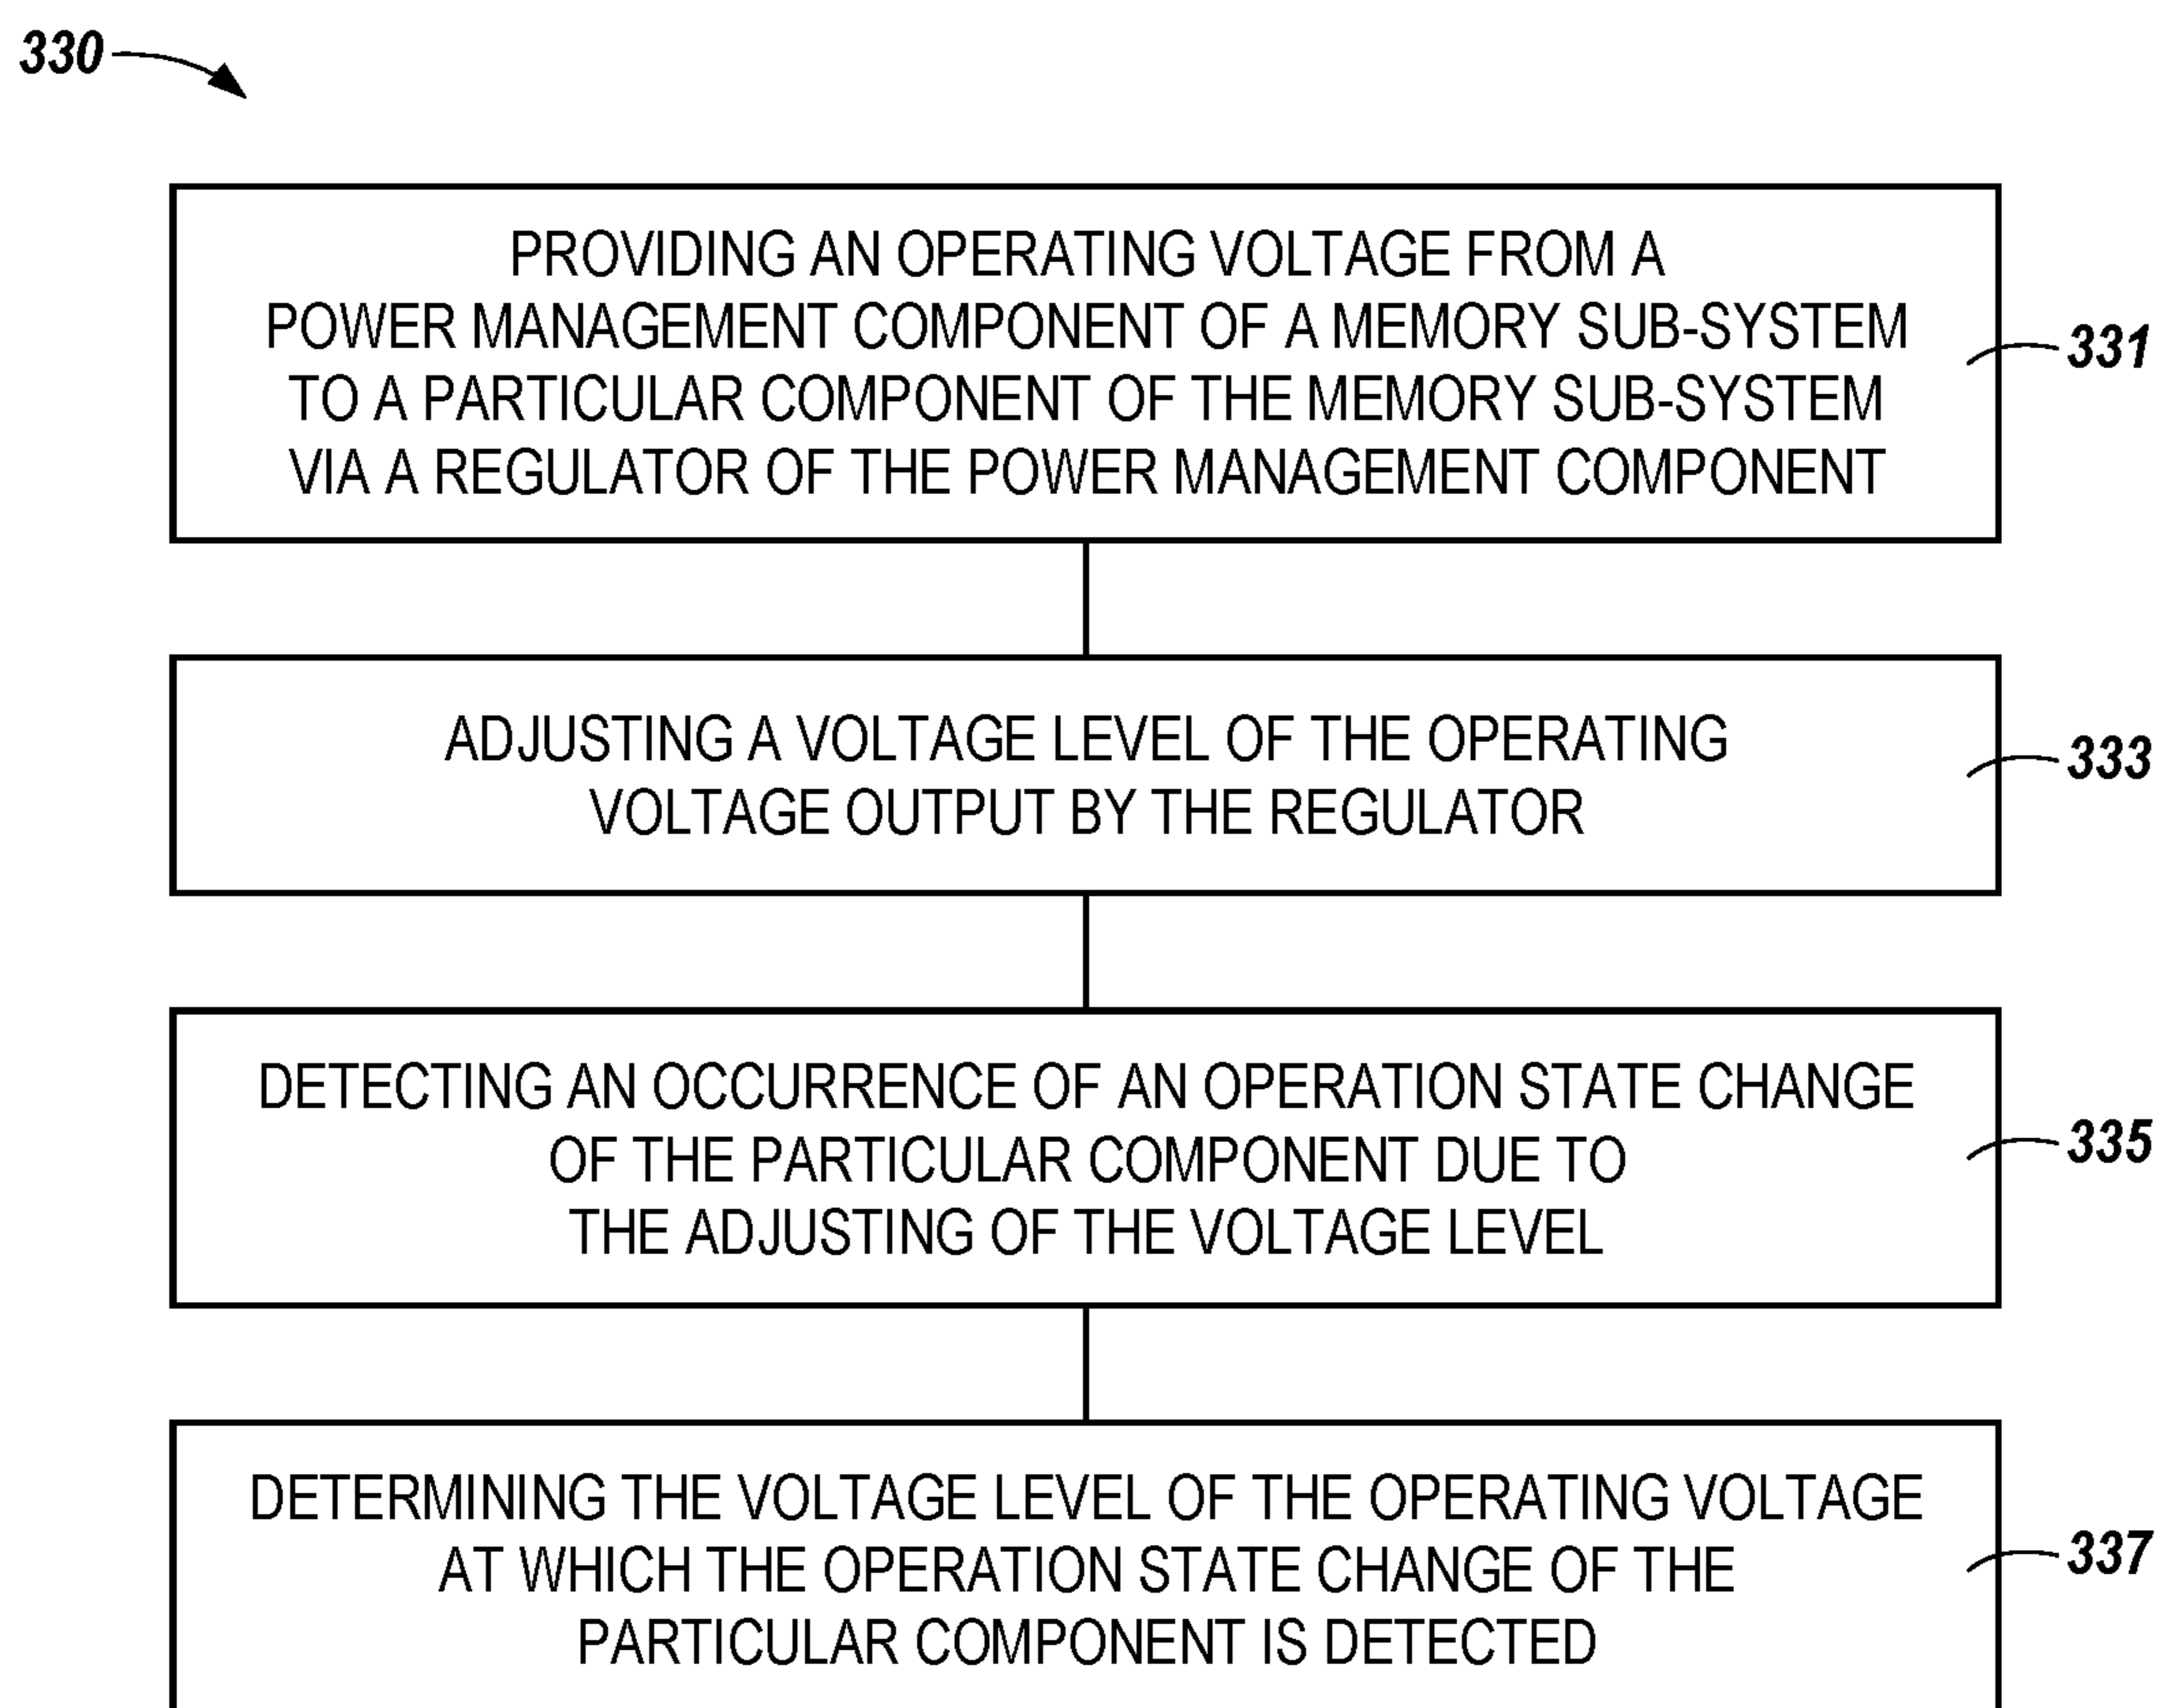 330
PROVIDING AN OPERATING VOLTAGE FROM A
POWER MANAGEMENT COMPONENT OF A MEMORY SUB-SYSTEM
TO A PARTICULAR COMPONENT OF THE MEMORY SUB-SYSTEM
VIA A REGULATOR OF THE POWER MANAGEMENT COMPONENT
331
ADJUSTING A VOLTAGE LEVEL OF THE OPERATING
VOLTAGE OUTPUT BY THE REGULATOR
333
DETECTING AN OCCURRENCE OF AN OPERATION STATE CHANGE
OF THE PARTICULAR COMPONENT DUE TO
THE ADJUSTING OF THE VOLTAGE LEVEL
335
DETERMINING THE VOLTAGE LEVEL OF THE OPERATING VOLTAGE
AT WHICH THE OPERATION STATE CHANGE OF THE
PARTICULAR COMPONENT IS DETECTED
337